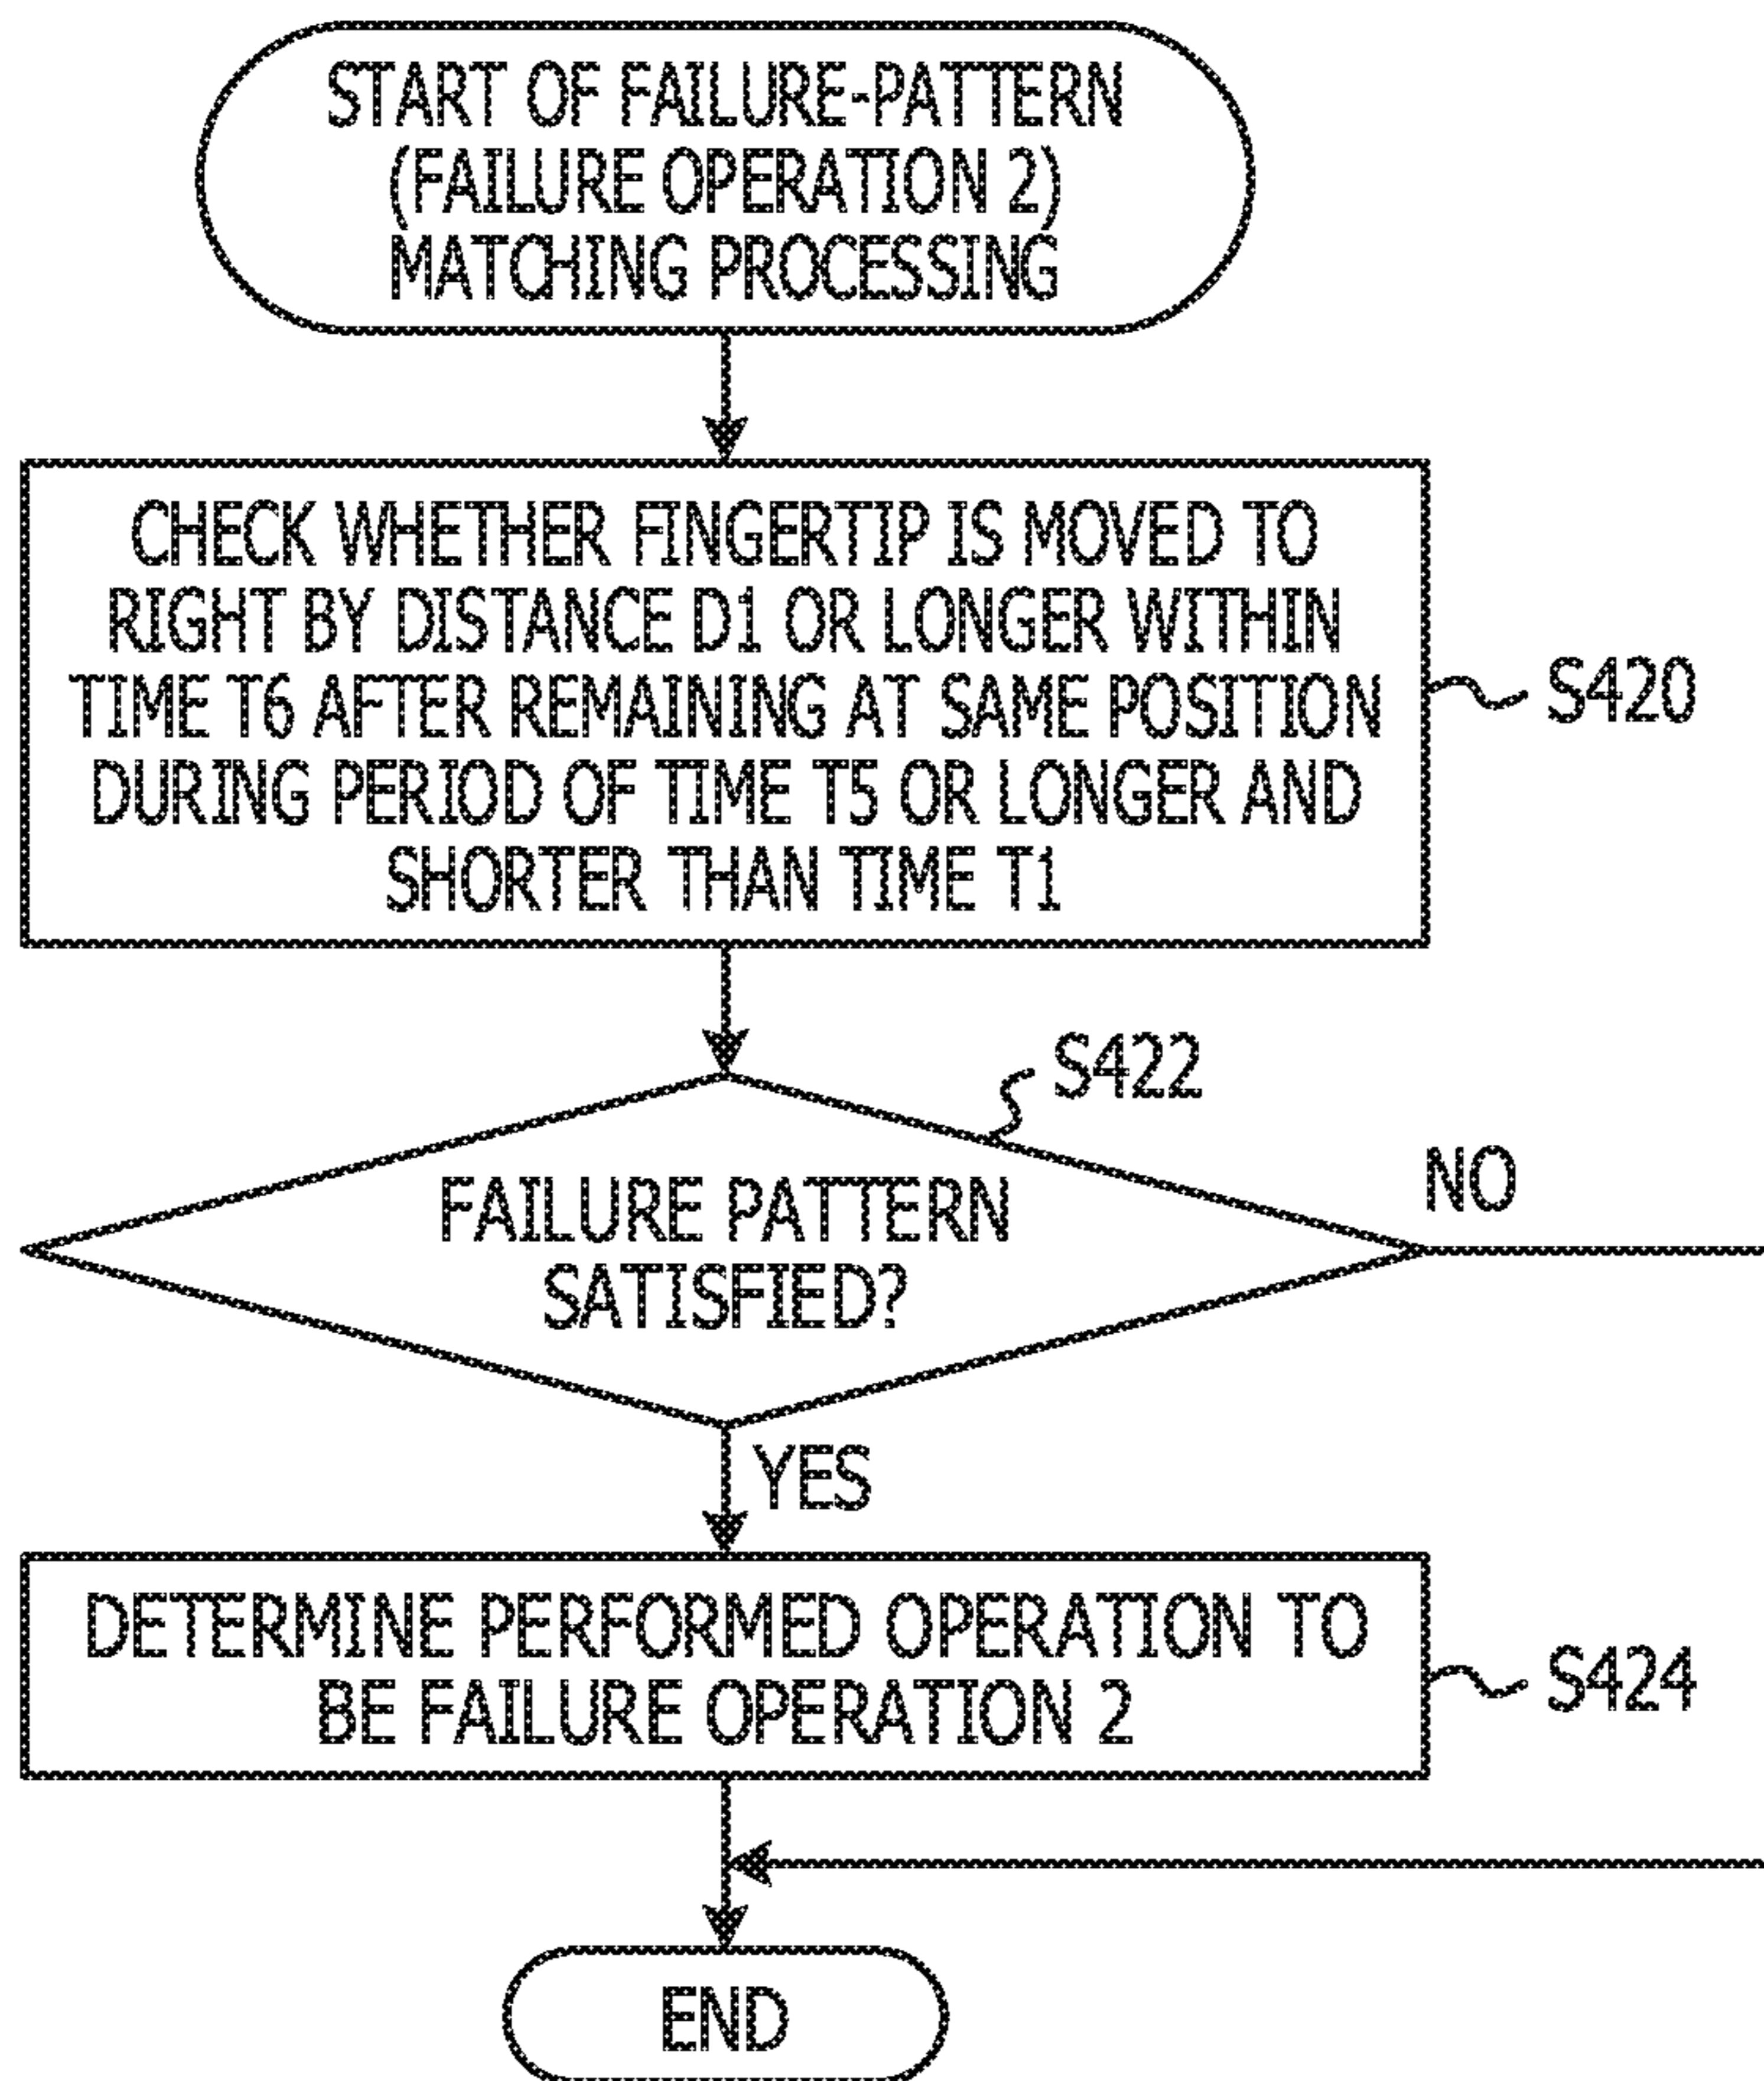 START OF FAILURE-PATTERN
(FAILURE OPERATION 2)
MATCHING PROCESSING
CHECK WHETHER FINGERTIP IS MOVED TO
RIGHT BY DISTANCE D1 OR LONGER WITHIN
TIME T6 AFTER REMAINING AT SAME POSITION
DURING PERIOD OF TIME T5 OR LONGER AND
SHORTER THAN TIME T1
S420
S422
FAILURE PATTERN
SATISFIED?
NO
YES
DETERMINE PERFORMED OPERATION TO
BE FAILURE OPERATION 2
S424
END